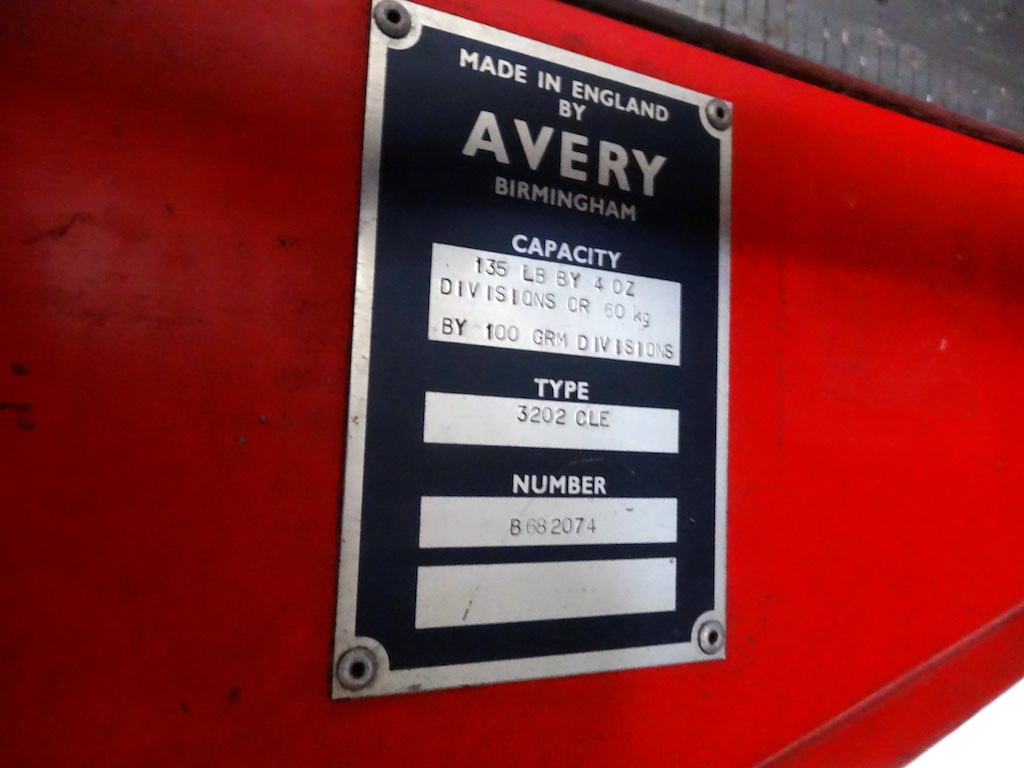 MADE IN ENGLAND
BY
AVERY
BIRMINGHAM
CAPACITY
135 LB BY 4 OZ
DIVISIONS OR 60 kg
BY 100 GRM DIVISIONS
TYPE
3202 CLE
NUMBER
B682074